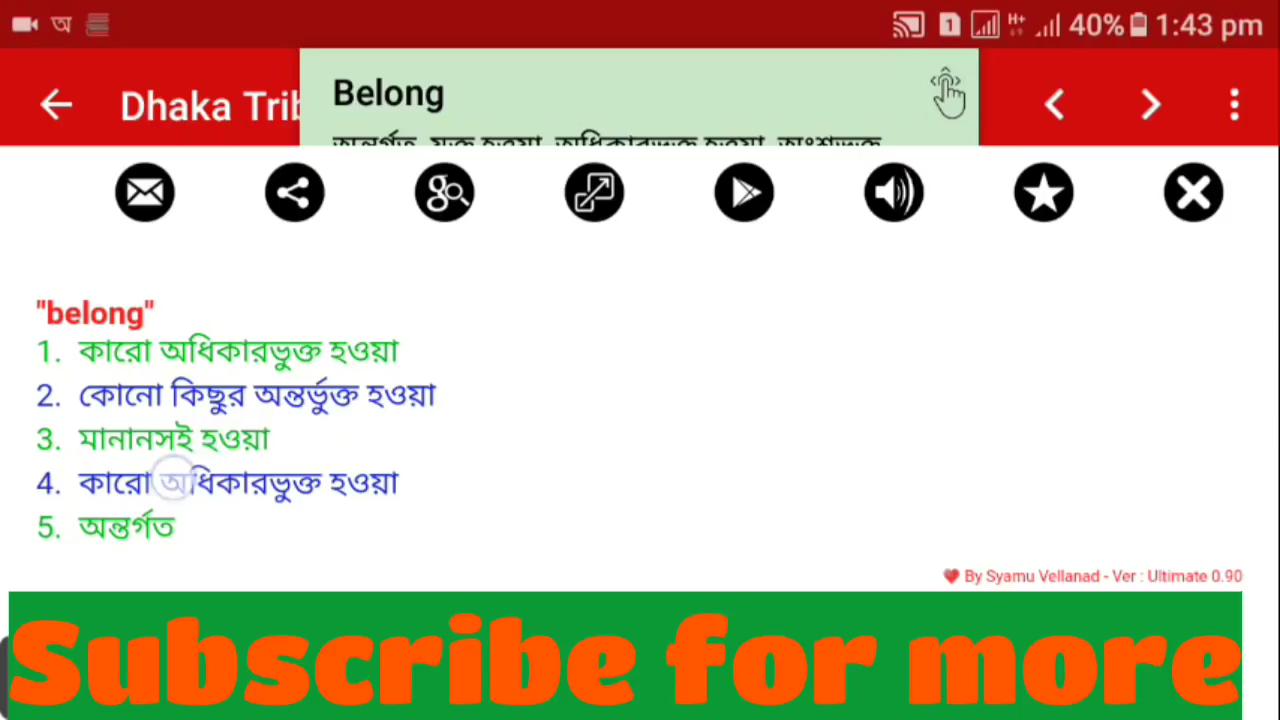 অ 1 H+ 40% 1:43 pm
Dhaka Trib
Belong
"belong"
1. কারো অধিকারভুক্ত হওয়া
2. কোনো কিছুর অন্তর্ভুক্ত হওয়া
3. মানানসই হওয়া
4. কারো অধিকারভুক্ত হওয়া
5. অন্তর্গত
By Syamu Vellanad - Ver : Ultimate 0.90
Subscribe for more